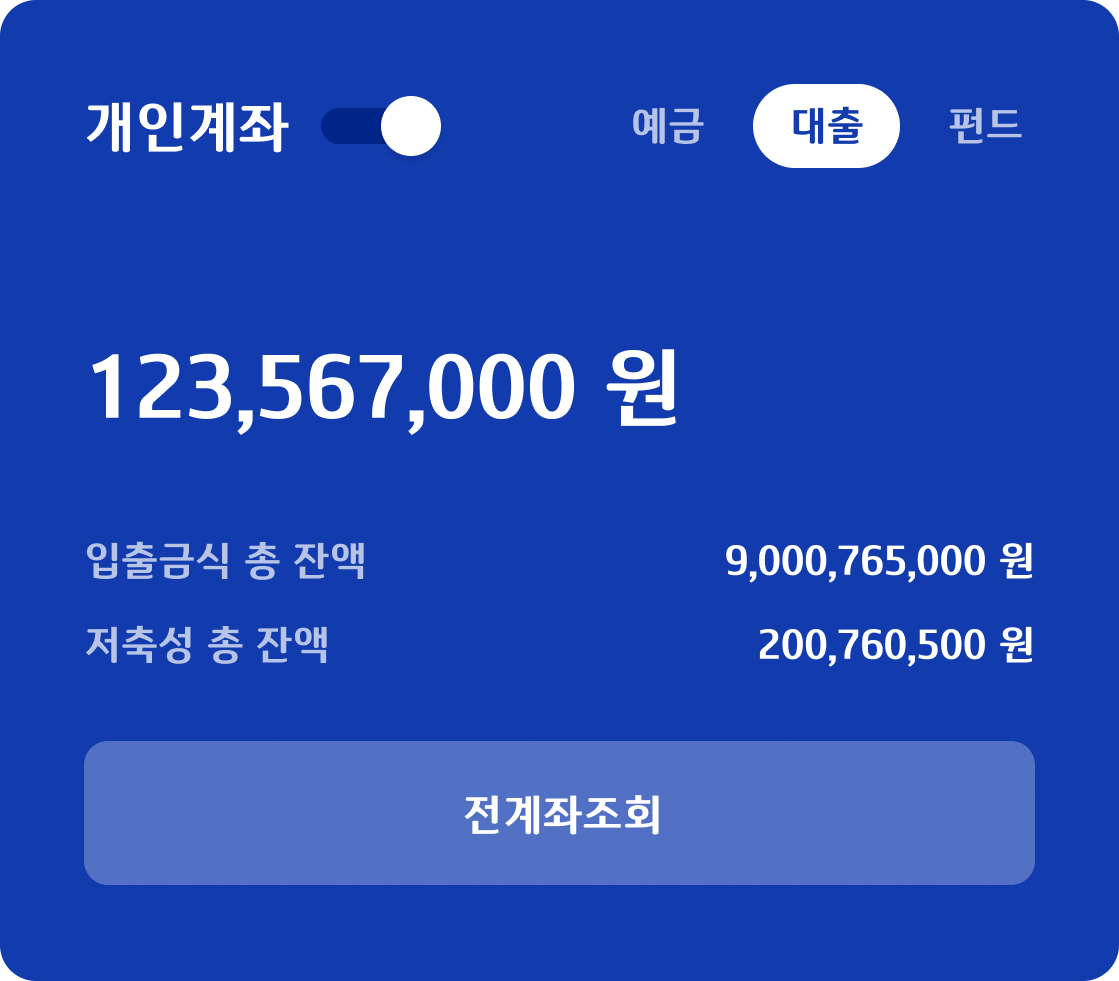 개인계좌 예금 대출 펀드
123,567,000 원
입출금식 총 잔액 9,000,765,000 원
저축성 총 잔액 200,760,500 원
전계좌조회